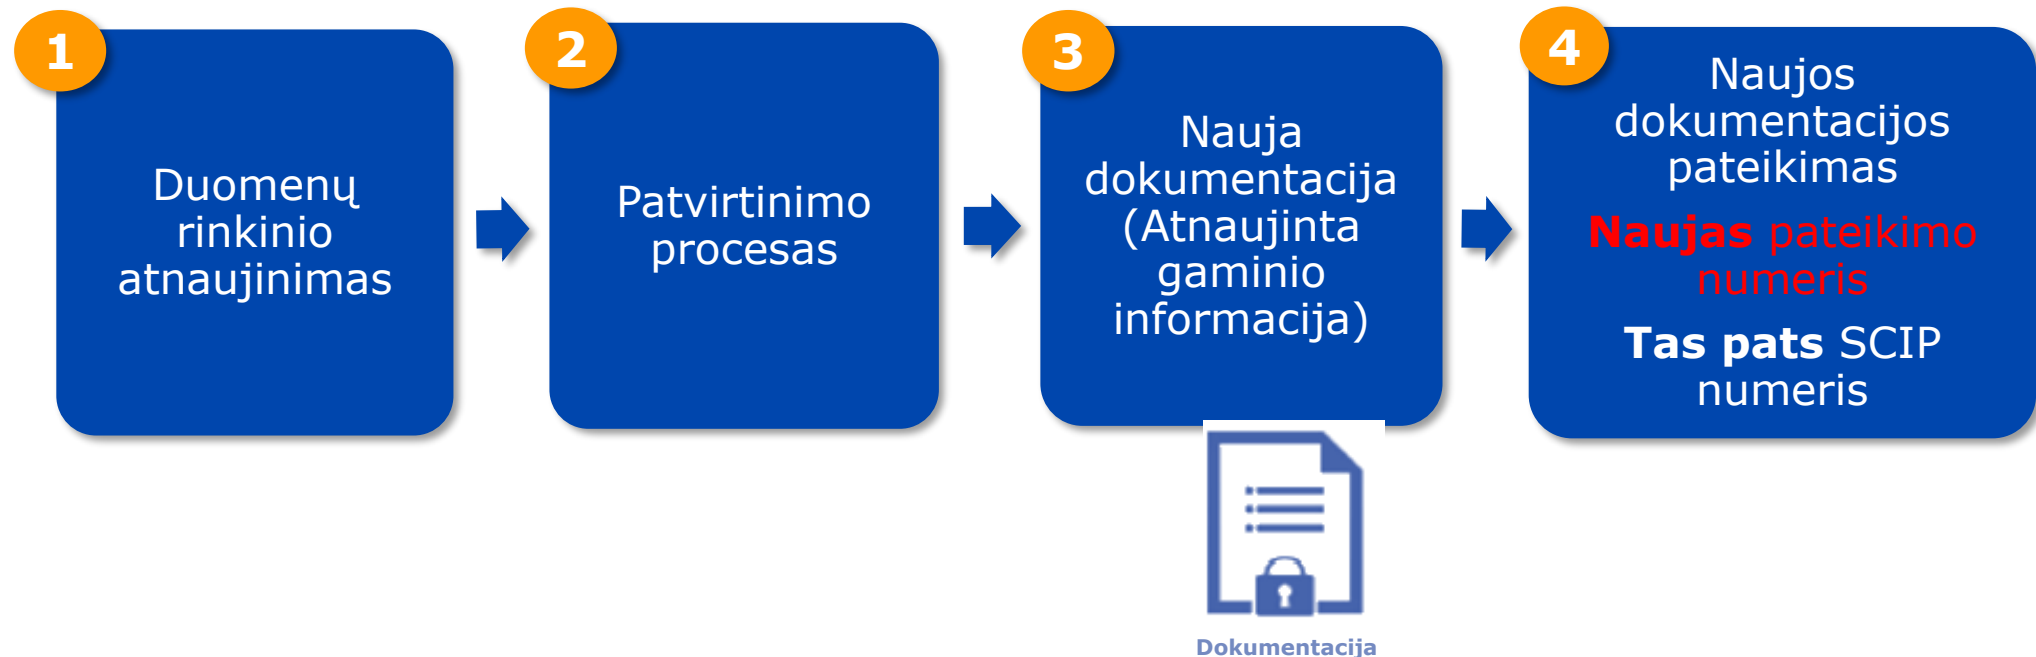 1
Duomenų
rinkinio
atnaujinimas
2
Patvirtinimo
procesas
3
Nauja
dokumentacija
(Atnaujinta
gaminio
informacija)
4
Naujos
dokumentacijos
pateikimas
Naujas pateikimo
numeris
Tas pats SCIP
numeris
Dokumentacija